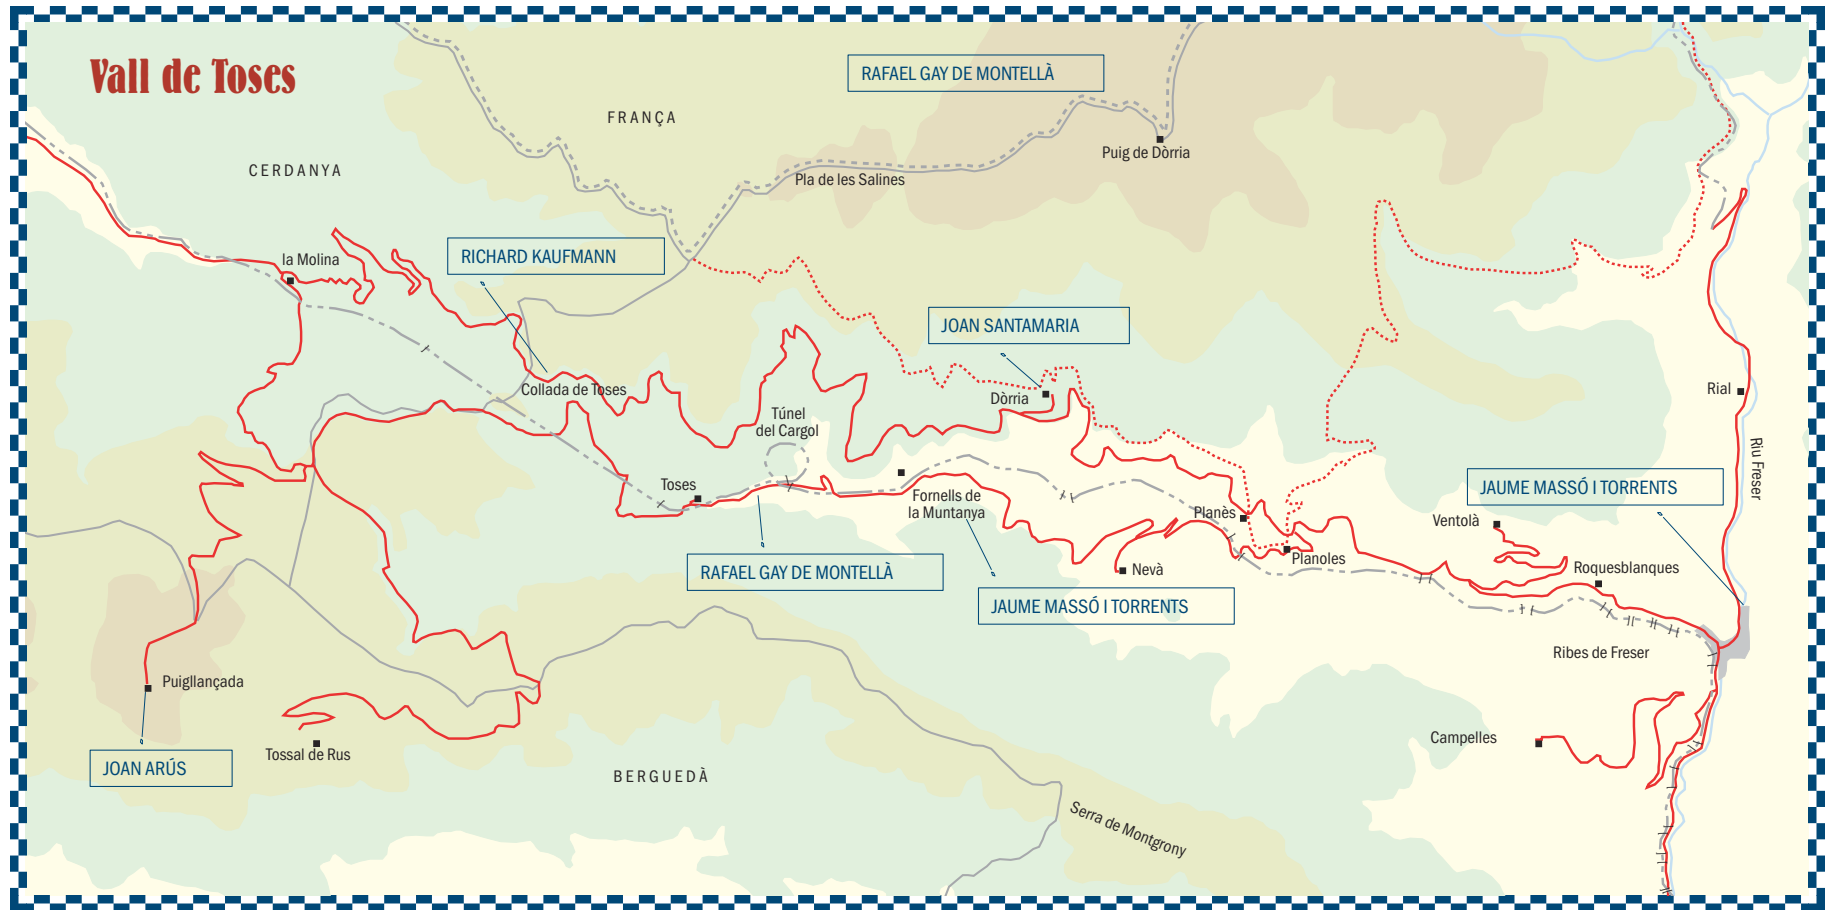 Vall de Toses
RAFAEL GAY DE MONTELLÀ
FRANÇA
Puig de Dòrria
CERDANYA
Pla de les Salines
RICHARD KAUFMANN
la Molina
JOAN SANTAMARIA
Collada de Toses
Dòrria
Rial
Túnel
del Cargol
Riu Freser
Toses
JAUME MASSÓ I TORRENTS
Fornells de
la Muntanya
Planès
Ventolà
Planoles
RAFAEL GAY DE MONTELLÀ
Nevà
Roquesblanques
JAUME MASSÓ I TORRENTS
Ribes de Freser
Puigllançada
Campelles
Tossal de Rus
JOAN ARÚS
BERGUEDÀ
Serra de Montgrony